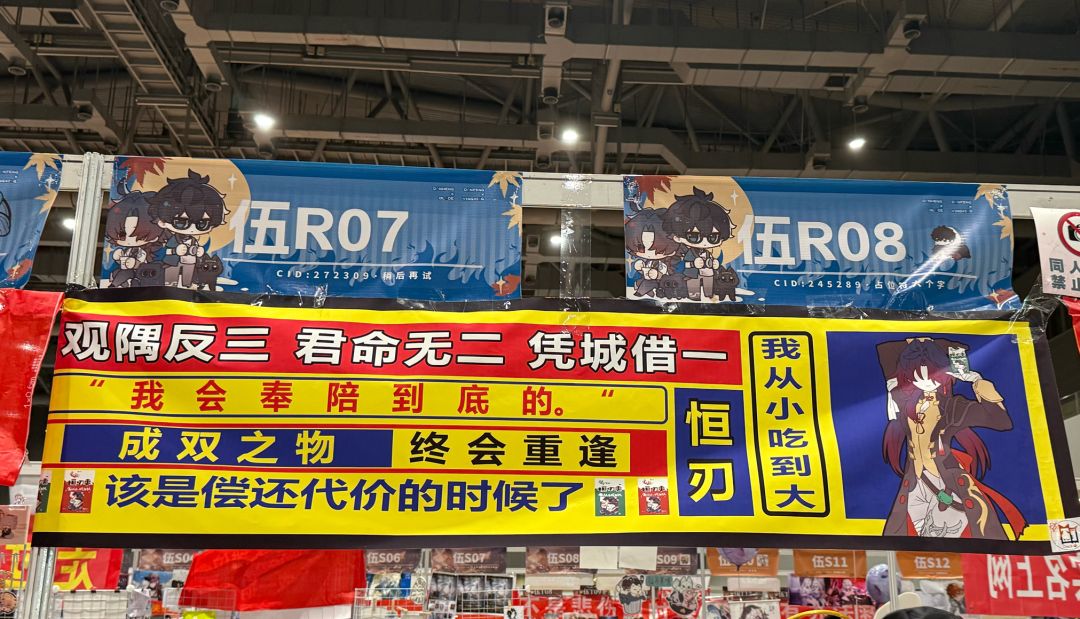 伍R07
CID:272309-稍后再试
伍R08
CID:245289-占位符六个字
同人
禁止
观隅反三 君命无二 凭城借一
“我会奉陪到底的。“
成双之物
终会重逢
该是偿还代价的时候了
恒刃
我从小吃到大
伍S06
伍S07
伍S08
伍S11
伍S12